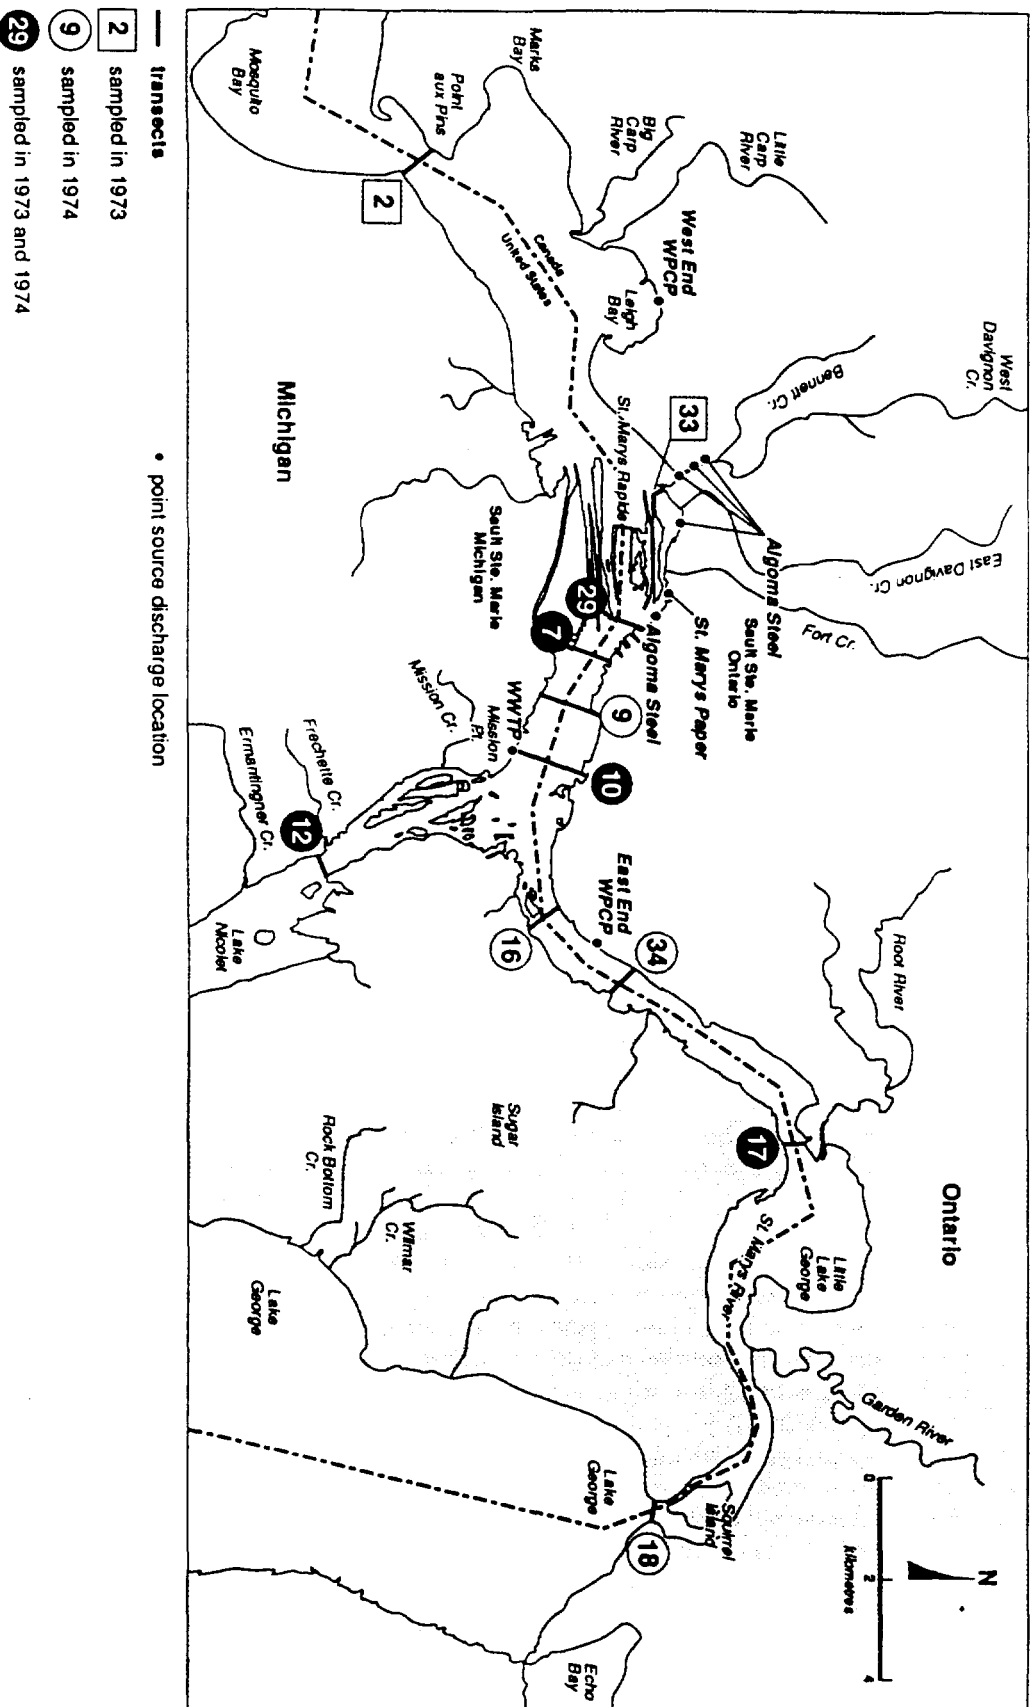 Marks
Bay
Point
aux Pins
Mosquito
Bay
2
Big
Carp
River
Little
Carp
River
West End
WPCP
Leigh
Bay
Canada
United States
Michigan
West
Davignon
Cr.
Bennett Cr.
33
St. Marys Rapids
East Davignon Cr.
Fort Cr.
Algoma Steel
Sault Ste. Marie
Ontario
St. Marys Paper
Algoma Steel
Sault Ste. Marie
Michigan
29
7
9
10
WWTP
Mission
Pt.
Mission Cr.
Frechette Cr.
Ermantingner Cr.
12
Lake
Nicolet
East End
WPCP
16
34
Root River
Sugar
Island
Rock Bottom
Cr.
Wilmar
Cr.
17
Ontario
Little
Lake
George
St. Marys River
Garden River
Lake
George
Lake
George
Squirrel
Island
18
Echo
Bay
N
0 2 4
kilometres
transects
2 sampled in 1973
9 sampled in 1974
29 sampled in 1973 and 1974
• point source discharge location